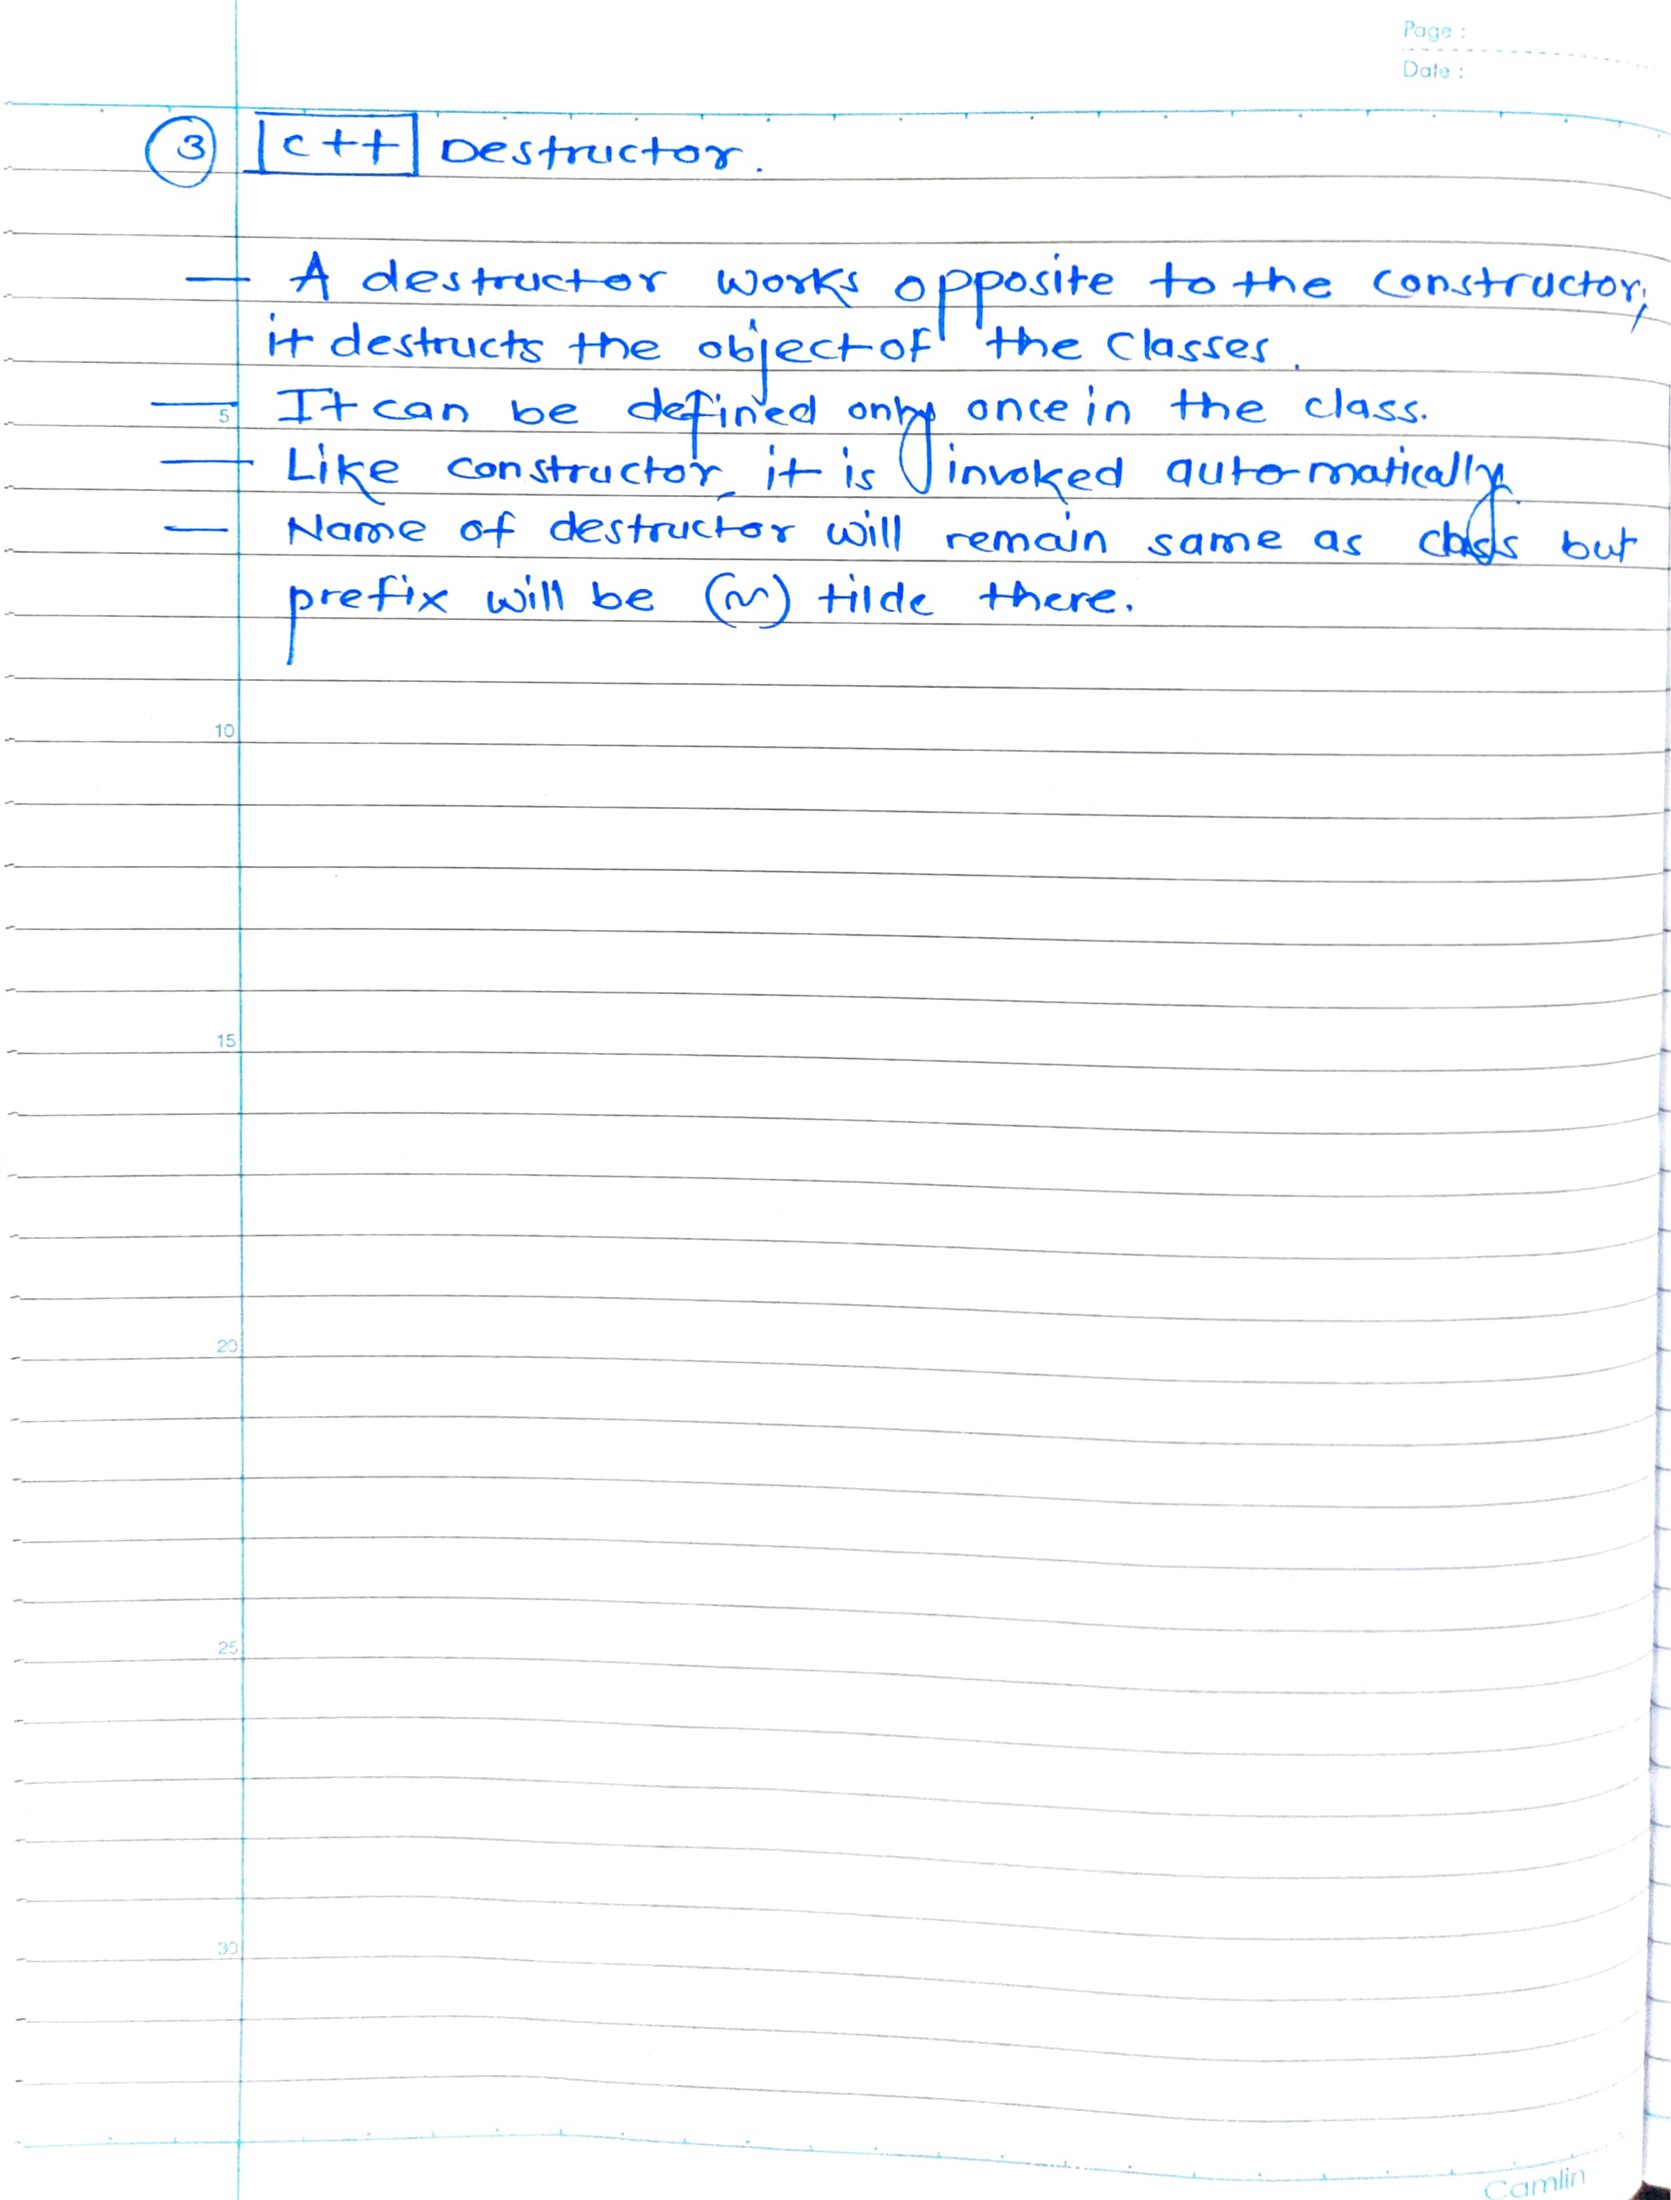 Page :
Date :
3 C++ Destructor.
— A destructor works opposite to the constructor,
it destructs the object of the classes.
5 — It can be defined only once in the class.
— Like constructor, it is invoked automatically.
— Name of destructor will remain same as class but
prefix will be (~) tilde there.
10
15
20
25
30
Camlin